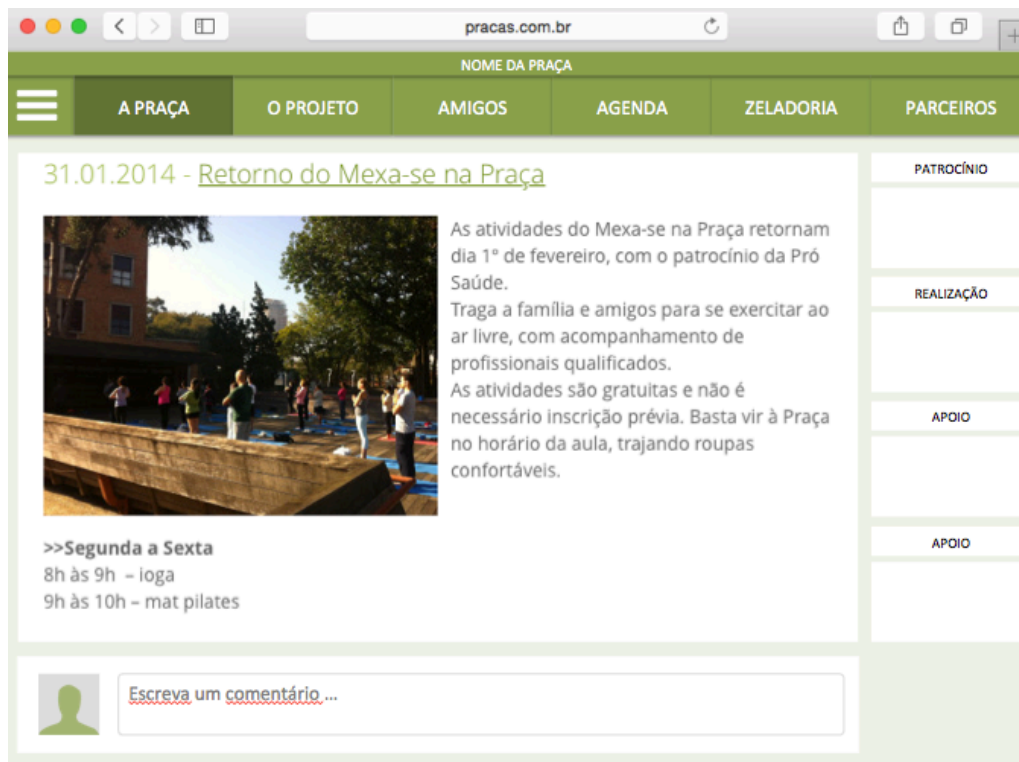 pracas.com.br
NOME DA PRAÇA
A PRAÇA
O PROJETO
AMIGOS
AGENDA
ZELADORIA
PARCEIROS
31.01.2014 - Retorno do Mexa-se na Praça
As atividades do Mexa-se na Praça retornam
dia 1° de fevereiro, com o patrocínio da Pró
Saúde.
Traga a família e amigos para se exercitar ao
ar livre, com acompanhamento de
profissionais qualificados.
As atividades são gratuitas e não é
necessário inscrição prévia. Basta vir à Praça
no horário da aula, trajando roupas
confortáveis.
>>Segunda a Sexta
8h às 9h – ioga
9h às 10h – mat pilates
Escreva um comentário ...
PATROCÍNIO
REALIZAÇÃO
APOIO
APOIO